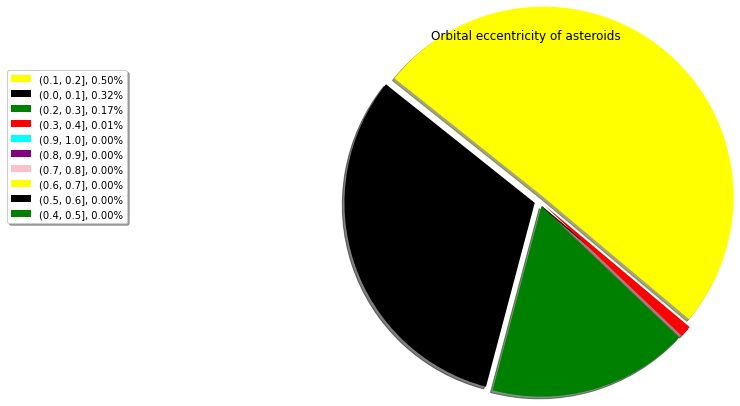 Orbital eccentricity of asteroids
(0.1, 0.2], 0.50%
(0.0, 0.1], 0.32%
(0.2, 0.3], 0.17%
(0.3, 0.4], 0.01%
(0.9, 1.0], 0.00%
(0.8, 0.9], 0.00%
(0.7, 0.8], 0.00%
(0.6, 0.7], 0.00%
(0.5, 0.6], 0.00%
(0.4, 0.5], 0.00%